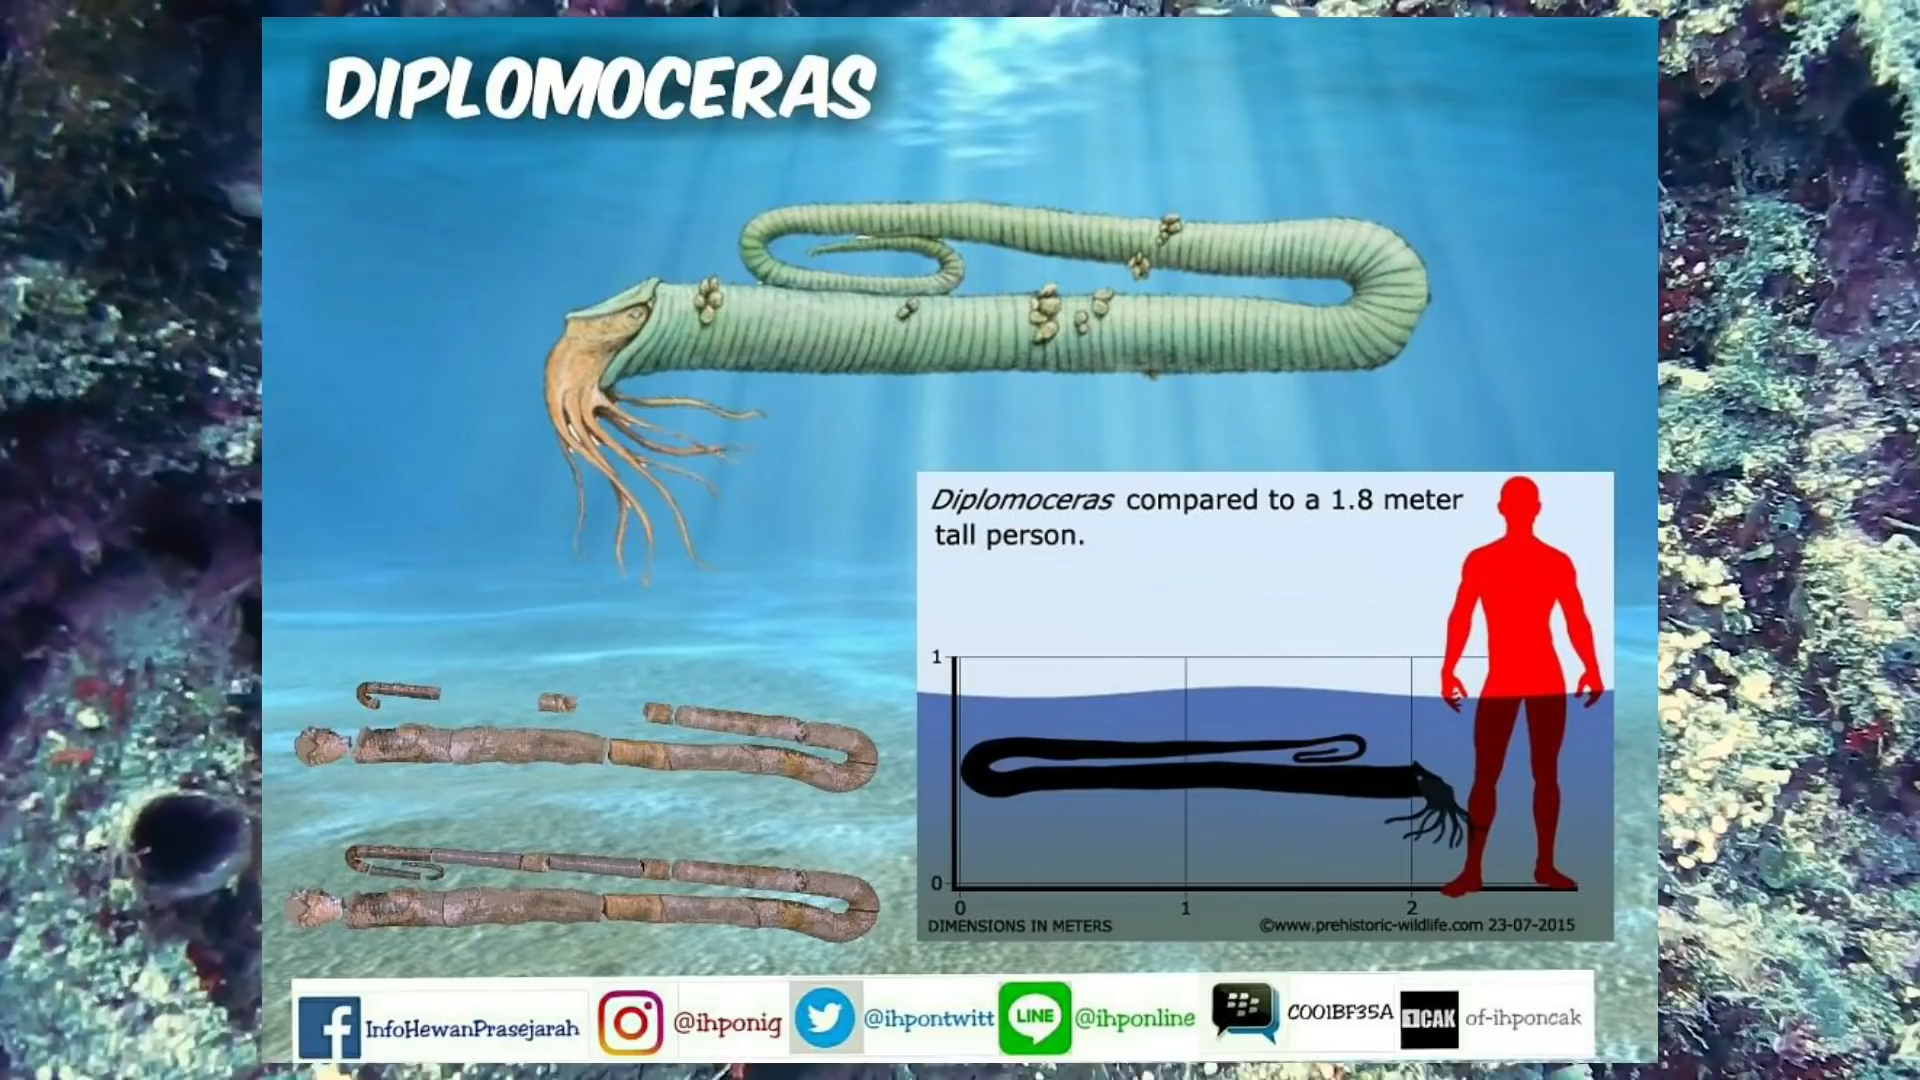 DIPLOMOCERAS
Diplomoceras compared to a 1.8 meter
tall person.
1
0
0 1 2
DIMENSIONS IN METERS ©www.prehistoric-wildlife.com 23-07-2015
InfoHewanPrasejarah @ihponig @ihpontwitt LINE @ihponline C001BF35A 1CAK of-ihponcak